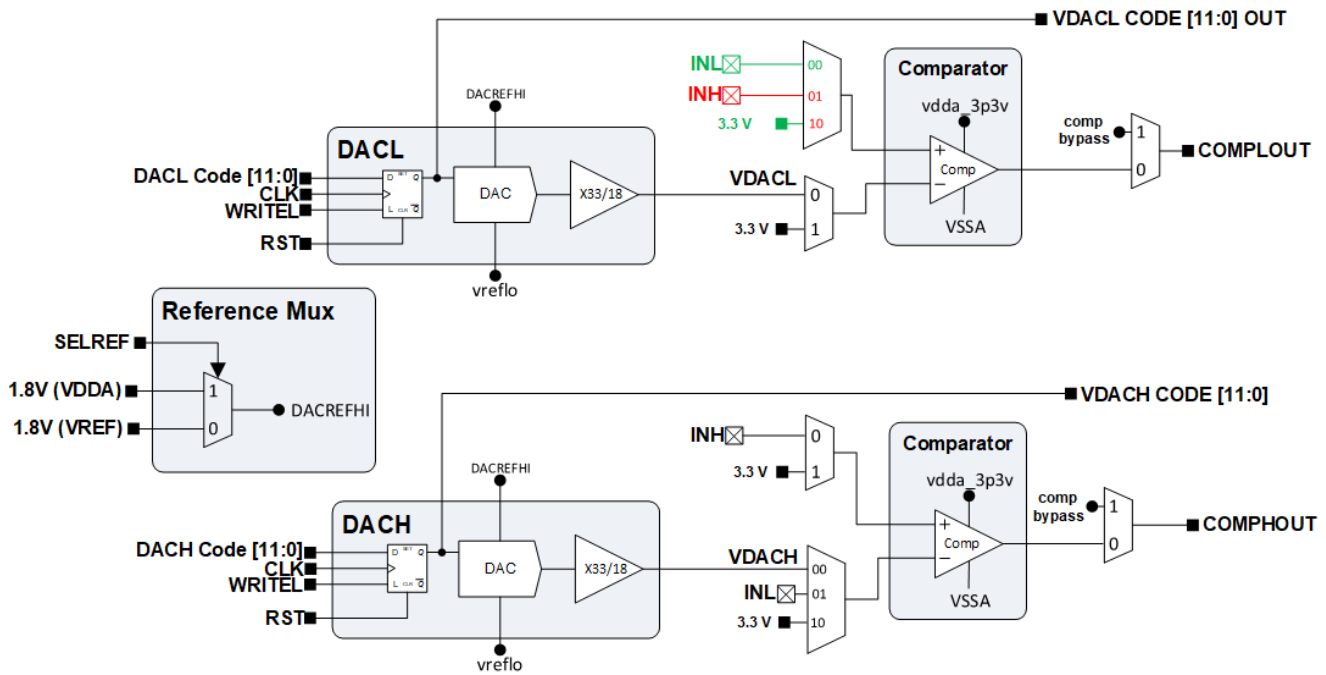 VDACL CODE [11:0] OUT
INL
00
Comparator
DACREFHI
INH
01
vdda_3p3v
comp
bypass
1
3.3 V
10
DACL
DACL Code [11:0]
D SET Q
DAC
X33/18
VDACL
0
+
Comp
−
0
COMPLOUT
CLK
WRITEL
L CLR Q
3.3 V
1
VSSA
RST
vreflo
Reference Mux
SELREF
1.8V (VDDA)
1
DACREFHI
1.8V (VREF)
0
VDACH CODE [11:0]
INH
0
Comparator
DACREFHI
3.3 V
1
vdda_3p3v
comp
bypass
1
DACH
DACH Code [11:0]
D SET Q
DAC
X33/18
VDACH
00
+
Comp
−
0
COMPHOUT
CLK
WRITEL
L CLR Q
INL
01
3.3 V
10
VSSA
RST
vreflo